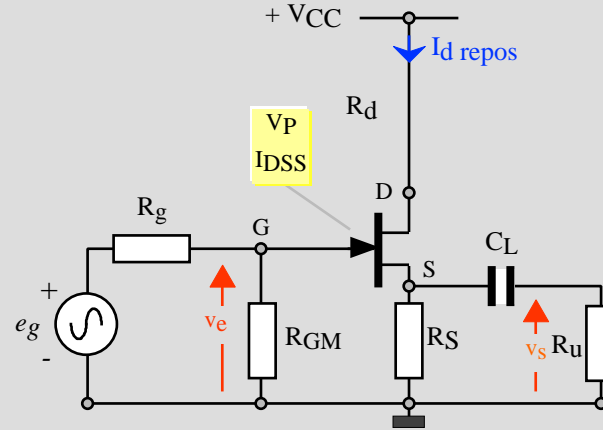 + VCC
Id repos
Rd
VP
IDSS
D
Rg
G
CL
S
+
eg
-
ve
RGM
RS
vs
Ru